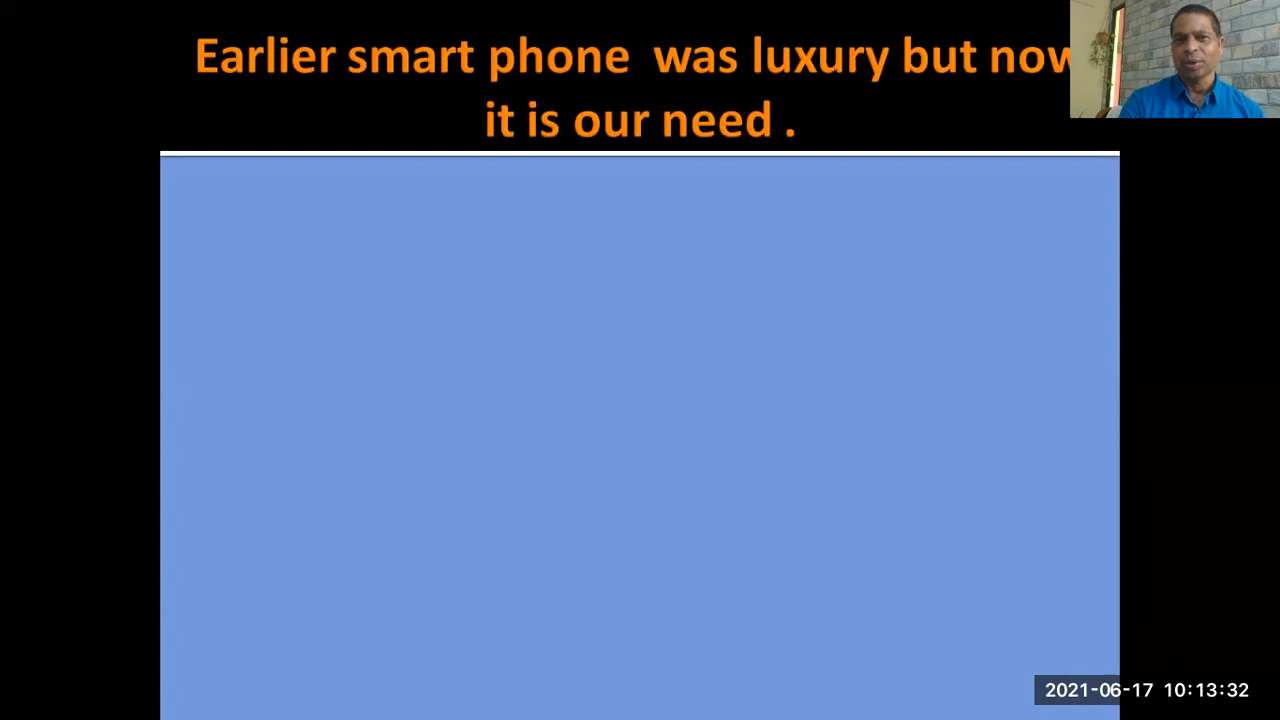 Earlier smart phone was luxury but now
it is our need .
2021-06-17 10:13:32